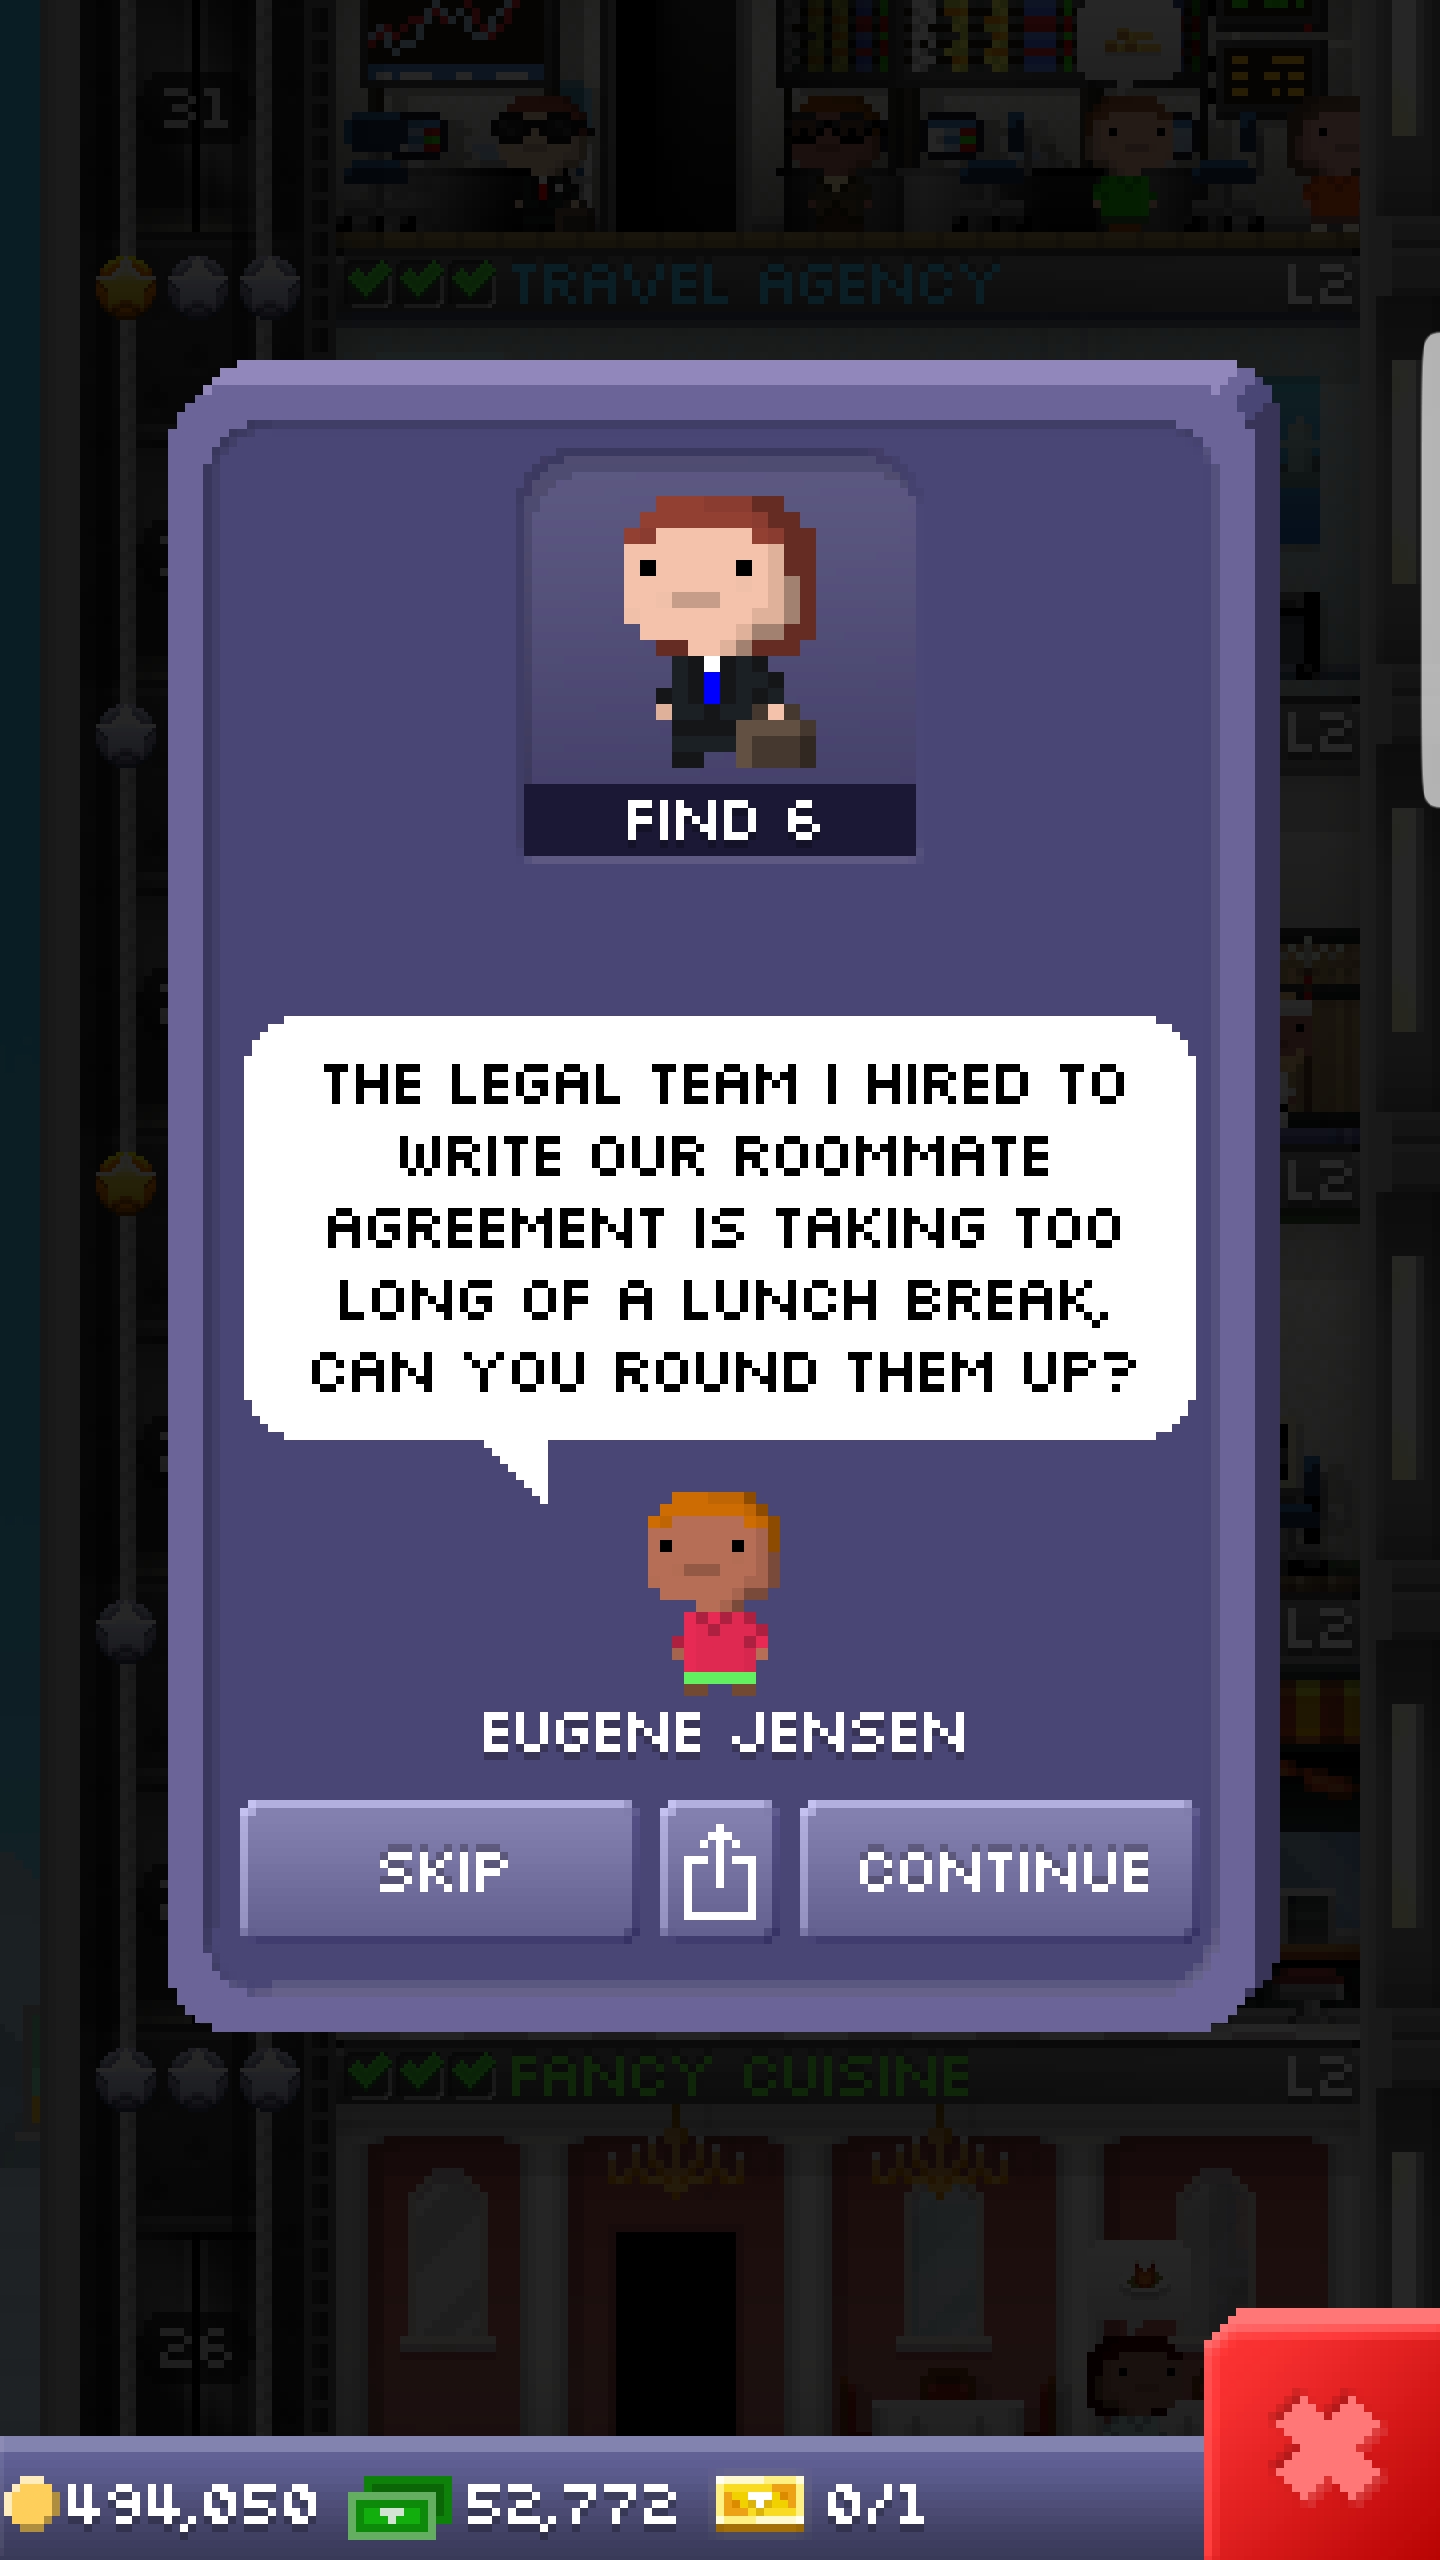 31
TRAVEL AGENCY L2
L2
FIND 6
THE LEGAL TEAM I HIRED TO
WRITE OUR ROOMMATE
AGREEMENT IS TAKING TOO
LONG OF A LUNCH BREAK,
CAN YOU ROUND THEM UP?
L2
L2
EUGENE JENSEN
SKIP
CONTINUE
FANCY CUISINE L2
26
494,050 52,772 0/1